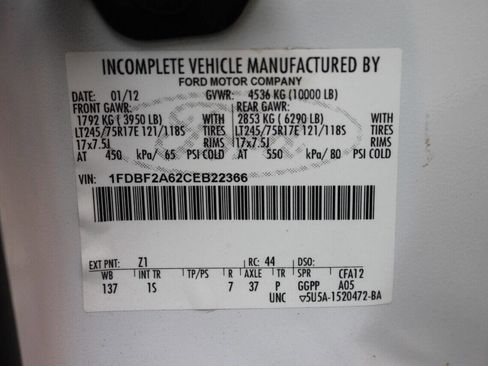 INCOMPLETE VEHICLE MANUFACTURED BY
FORD MOTOR COMPANY
DATE: 01/12 GVWR: 4536 KG (10000 LB)
FRONT GAWR: REAR GAWR:
1792 KG ( 3950 LB) 2853 KG ( 6290 LB)
LT245/75R17E 121/118S TIRES LT245/75R17E 121/118S TIRES
17x7.5J RIMS 17x7.5J RIMS
AT 450 kPa/ 65 PSI COLD AT 550 kPa/ 80 PSI COLD
VIN: 1FDBF2A62CEB22366
EXT PNT: Z1 RC: 44 DSO:
WB INT TR TP/PS R AXLE TR SPR CFA12
137 1S 7 37 P GGPP A05
UNC ▽5U5A-1520472-BA